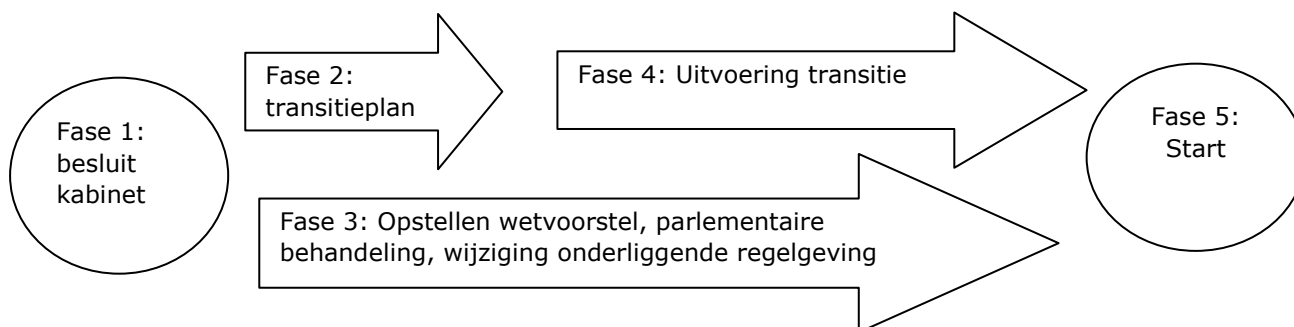 Fase 1:
besluit
kabinet
Fase 2:
transitieplan
Fase 3: Opstellen wetvoorstel, parlementaire
behandeling, wijziging onderliggende regelgeving
Fase 4: Uitvoering transitie
Fase 5:
Start